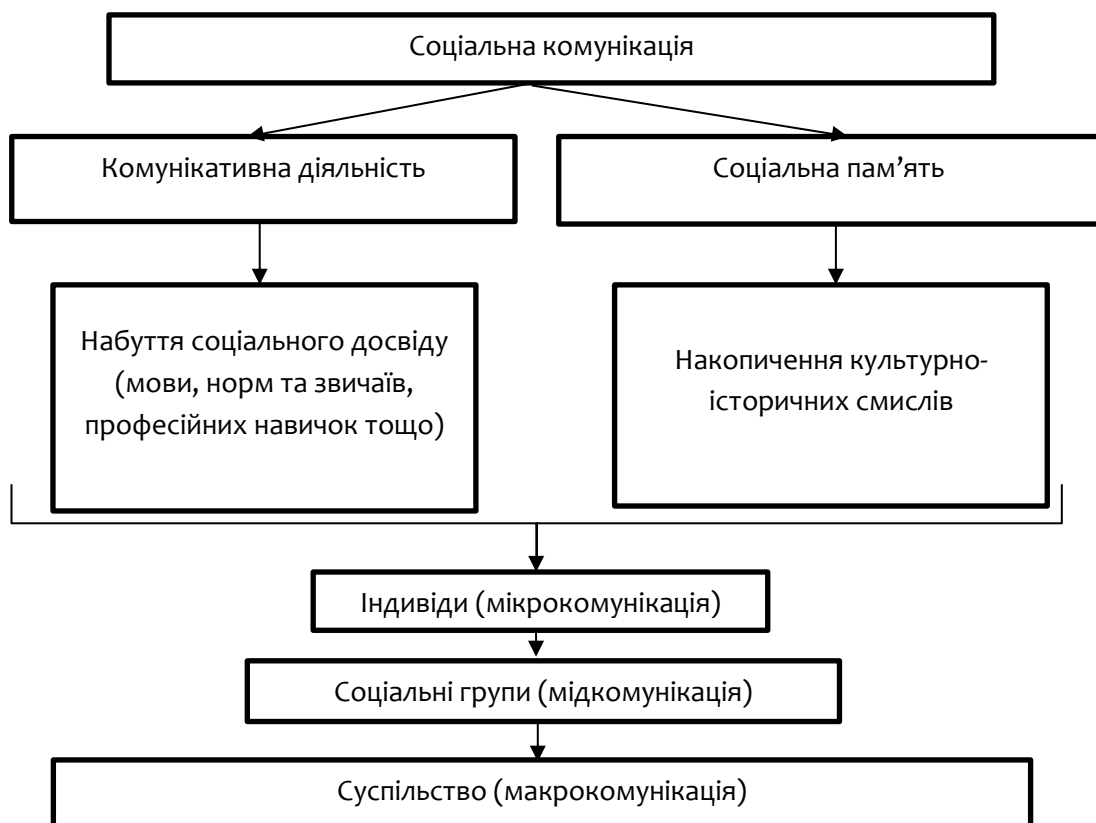 Соціальна комунікація
Комунікативна діяльність
Соціальна пам’ять
Набуття соціального досвіду
(мови, норм та звичаїв,
професійних навичок тощо)
Накопичення культурно-
історичних смислів
Індивіди (мікрокомунікація)
Соціальні групи (мідкомунікація)
Суспільство (макрокомунікація)